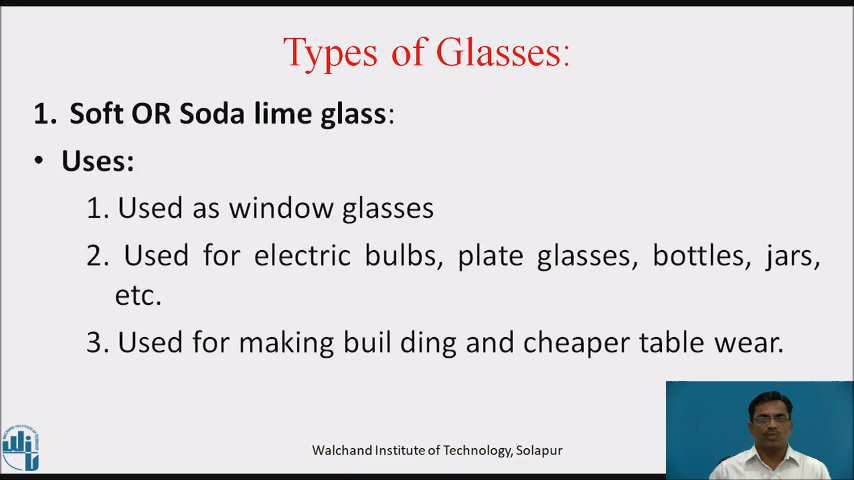 Types of Glasses:
1. Soft OR Soda lime glass:
• Uses:
1. Used as window glasses
2. Used for electric bulbs, plate glasses, bottles, jars,
etc.
3. Used for making buil ding and cheaper table wear.
Walchand Institute of Technology, Solapur